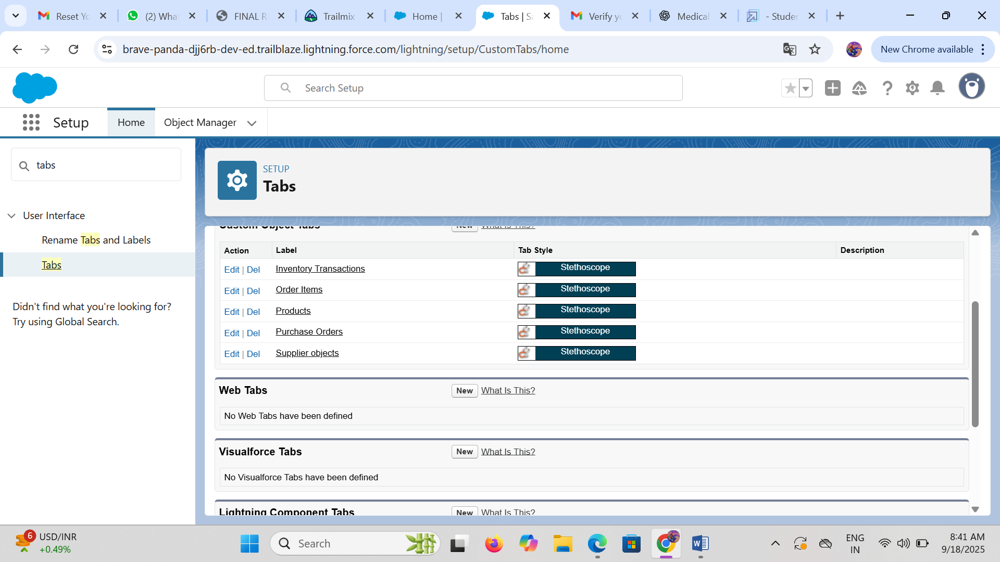 Reset Yo
(2) What
FINAL R
Trailmix
Home |
Tabs | Sa
Verify yo
Medical
- Studen
brave-panda-djj6rb-dev-ed.trailblaze.lightning.force.com/lightning/setup/CustomTabs/home
New Chrome available
Search Setup
Setup
Home
Object Manager
tabs
User Interface
Rename Tabs and Labels
Tabs
Didn't find what you're looking for?
Try using Global Search.
SETUP
Tabs
Custom Object Tabs New What Is This?
Action Label Tab Style Description
Edit | Del Inventory Transactions Stethoscope
Edit | Del Order Items Stethoscope
Edit | Del Products Stethoscope
Edit | Del Purchase Orders Stethoscope
Edit | Del Supplier objects Stethoscope
Web Tabs New What Is This?
No Web Tabs have been defined
Visualforce Tabs New What Is This?
No Visualforce Tabs have been defined
Lightning Component Tabs New What Is This?
6
USD/INR
+0.49%
Search
ENG
IN
8:41 AM
9/18/2025